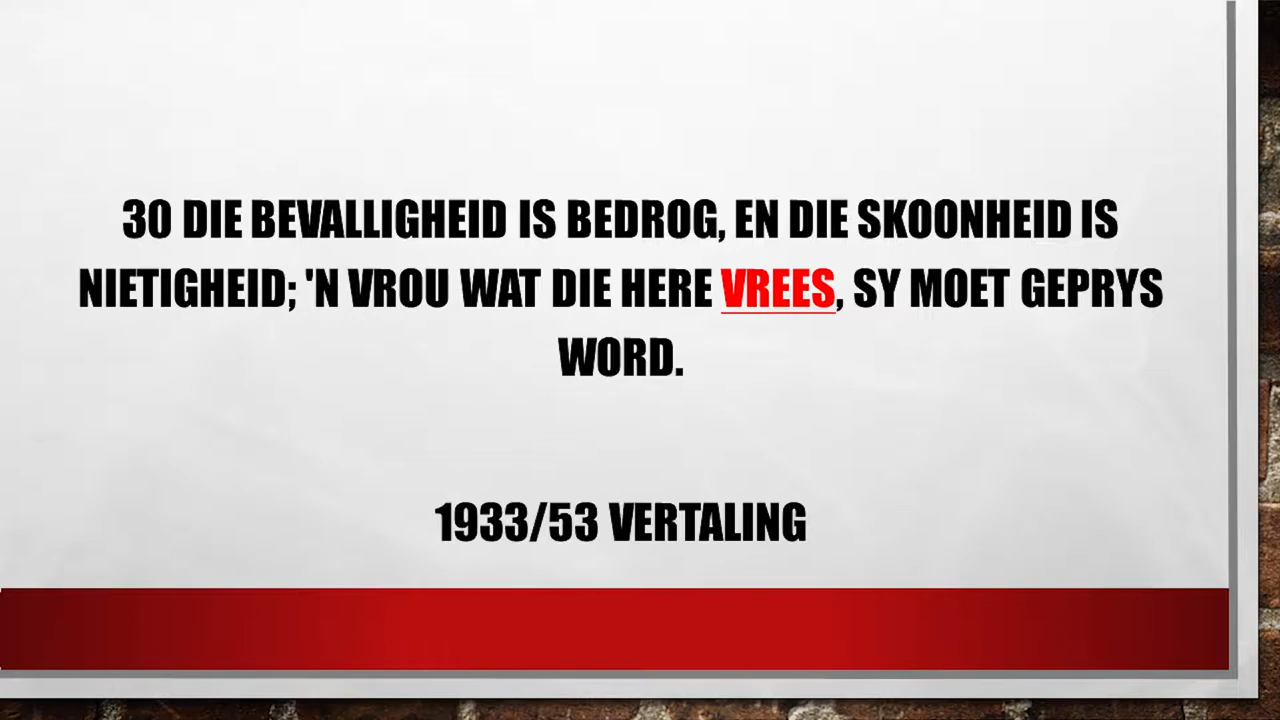 30 DIE BEVALLIGHEID IS BEDROG, EN DIE SKOONHEID IS
NIETIGHEID; 'N VROU WAT DIE HERE VREES, SY MOET GEPRYS
WORD.
1933/53 VERTALING